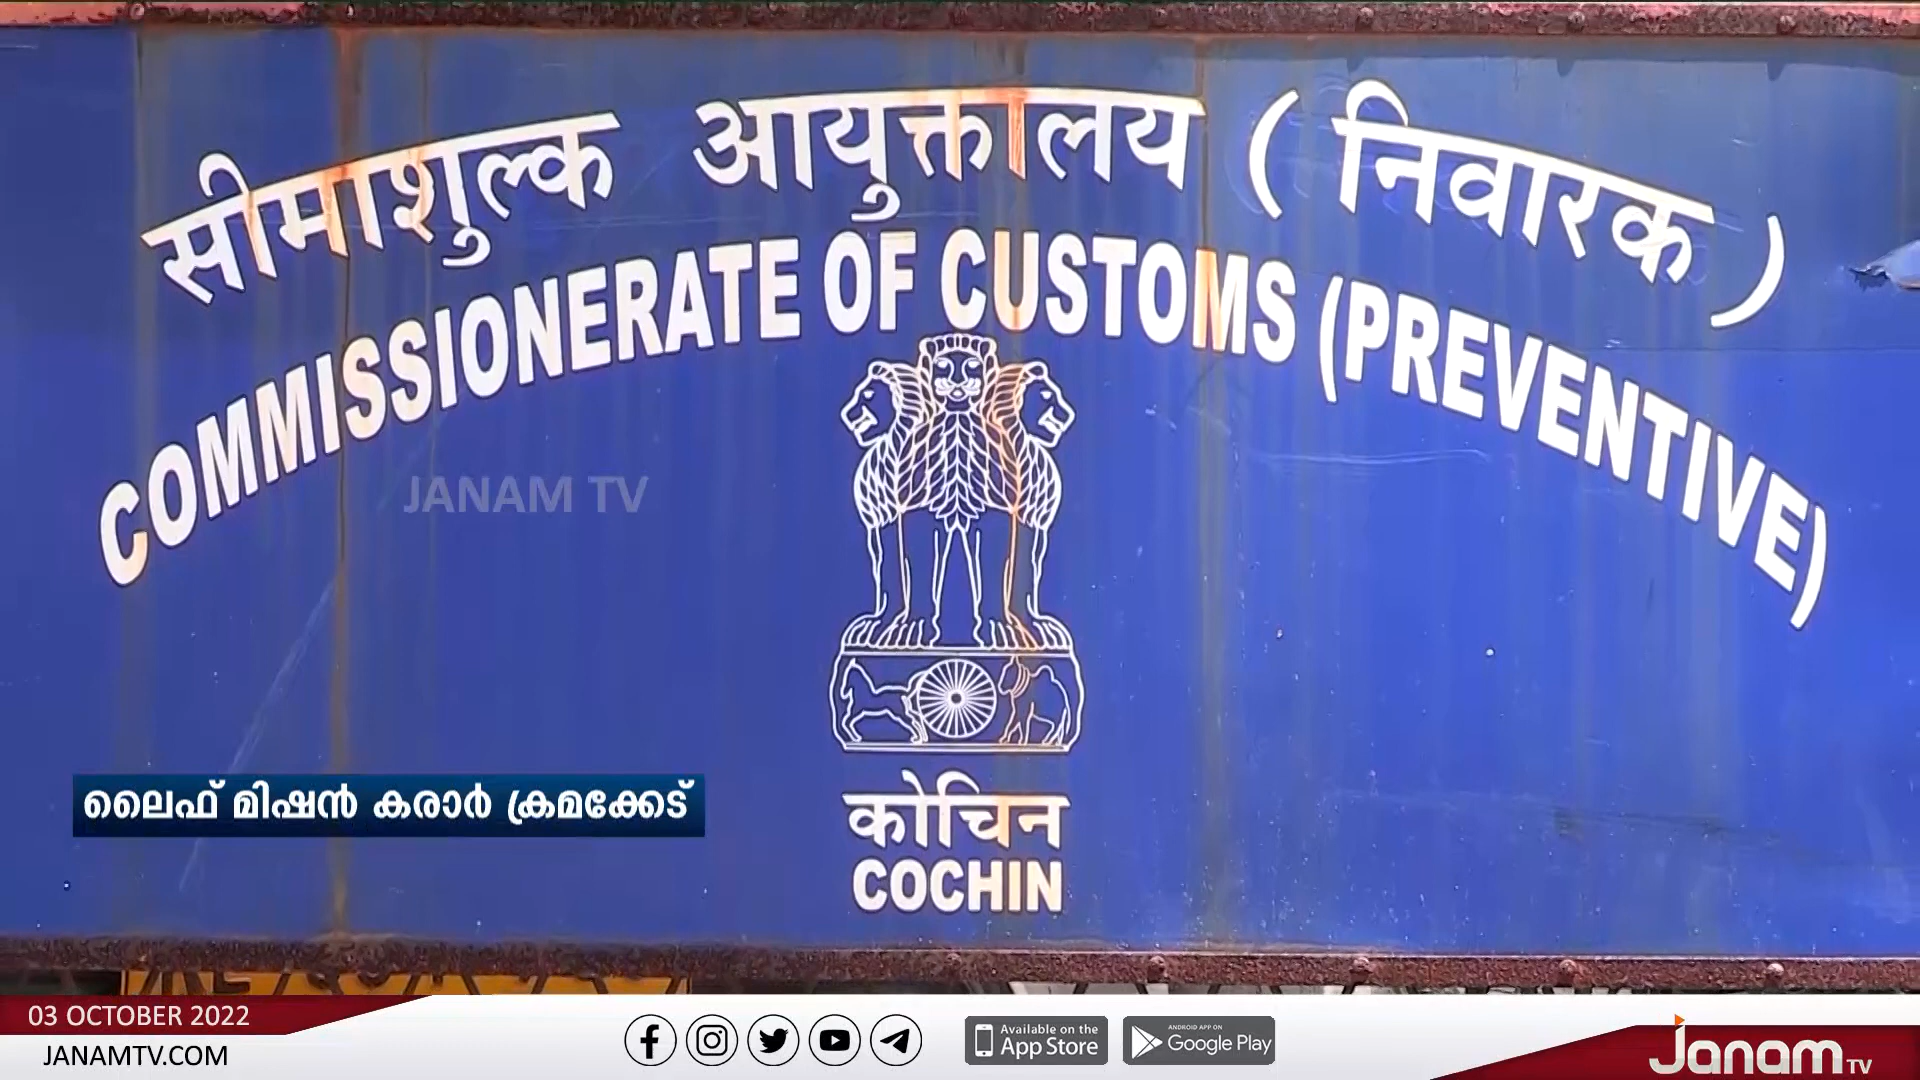 सीमाशुल्क आयुक्तालय ( निवारक )
COMMISSIONERATE OF CUSTOMS (PREVENTIVE)
JANAM TV
ലൈഫ് മിഷൻ കരാർ ക്രമക്കേട്
कोचिन
COCHIN
03 OCTOBER 2022
JANAMTV.COM
Available on the
App Store
ANDROID APP ON
Google Play
Janam TV